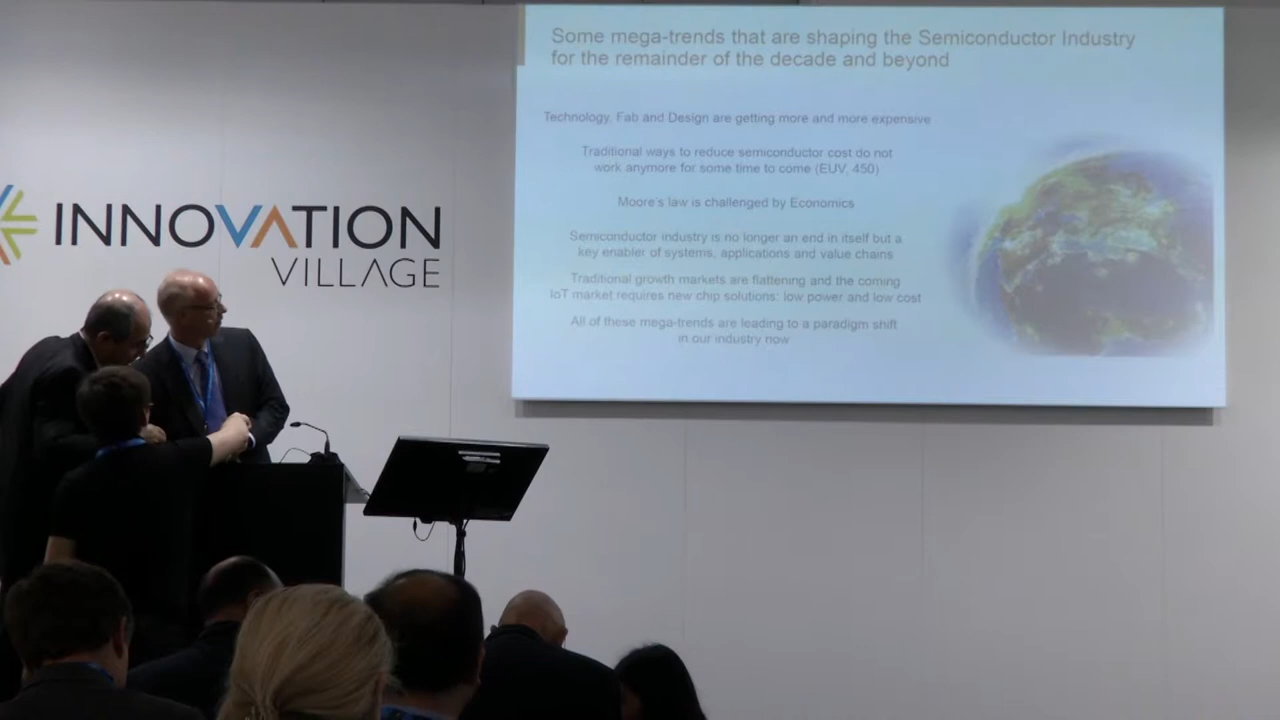 Some mega-trends that are shaping the Semiconductor Industry
for the remainder of the decade and beyond
Technology, Fab and Design are getting more and more expensive
Traditional ways to reduce semiconductor cost do not
work anymore for some time to come (EUV, 450)
Moore's law is challenged by Economics
Semiconductor industry is no longer an end in itself but a
key enabler of systems, applications and value chains
Traditional growth markets are flattening and the coming
IoT market requires new chip solutions: low power and low cost
All of these mega-trends are leading to a paradigm shift
in our industry now
INNOVATION
VILLAGE